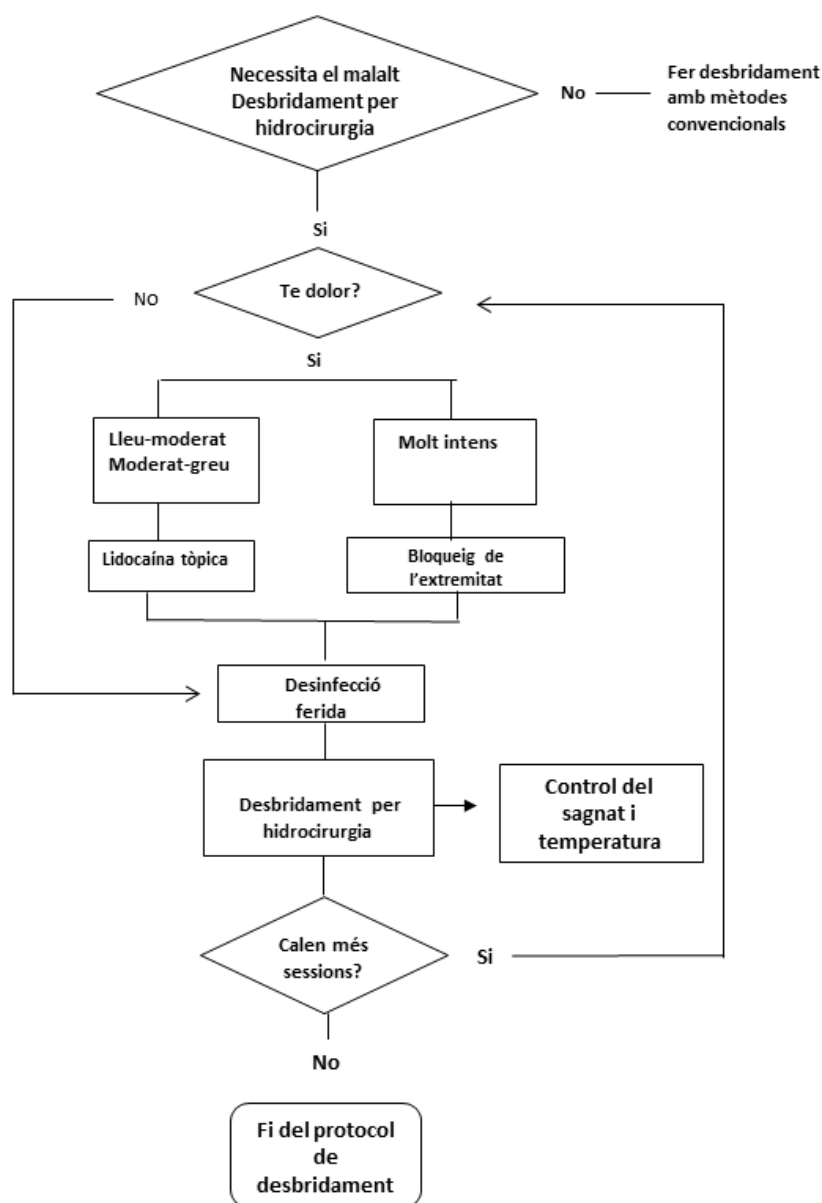 Necessita el malalt
Desbridament per
hidrocirurgia
No
Fer desbridament
amb mètodes
convencionals
Si
Te dolor?
No
Si
Lleu-moderat
Moderat-greu
Molt intens
Lidocaína tòpica
Bloqueig de
l'extremitat
Desinfecció
ferida
Desbridament per
hidrocirurgia
Control del
sagnat i
temperatura
Calen més
sessions?
Si
No
Fi del protocol
de
desbridament